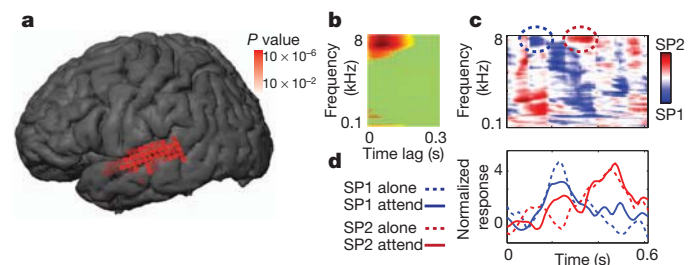 a
P value
10 × 10⁻⁶
10 × 10⁻²
b
Frequency (kHz)
8
0.1
0
0.3
Time lag (s)
c
Frequency (kHz)
8
0.1
SP2
SP1
d
SP1 alone
SP1 attend
SP2 alone
SP2 attend
Normalized response
4
0
0
0.6
Time (s)